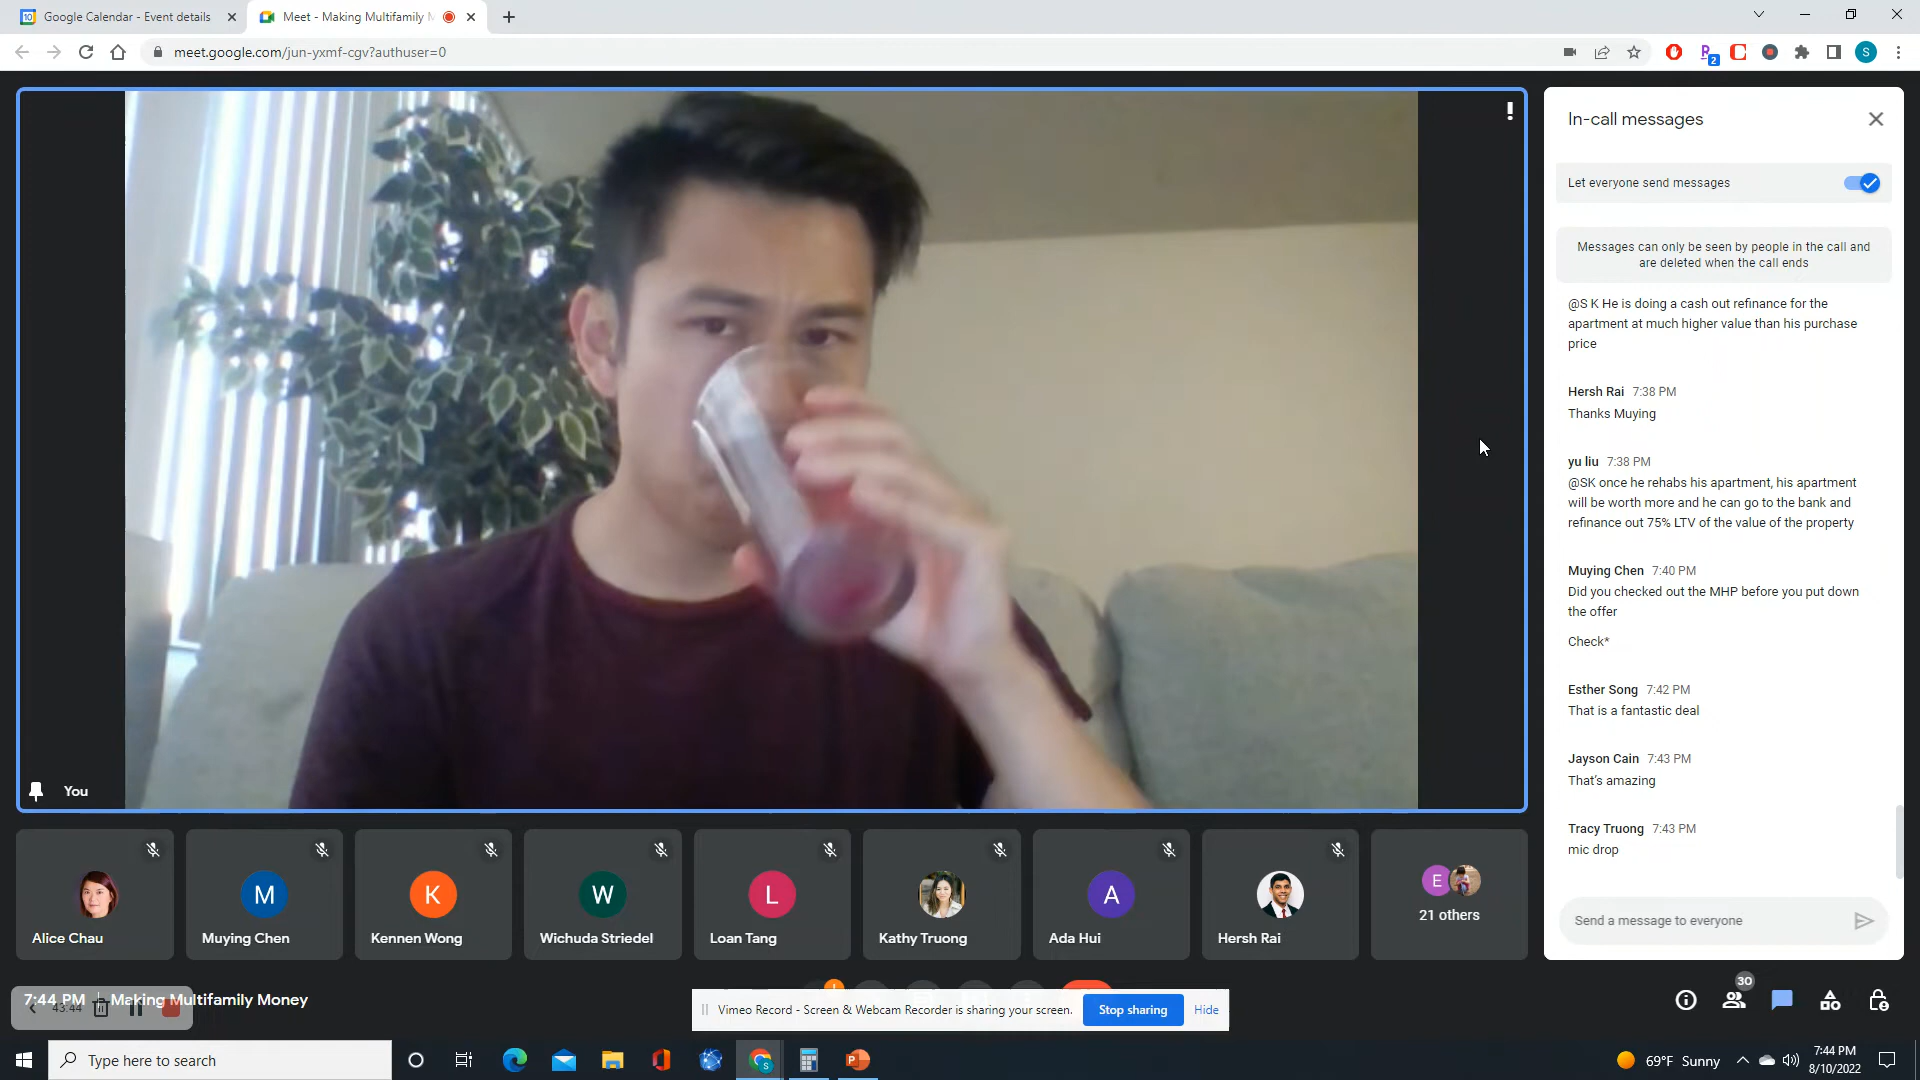 Google Calendar - Event details
Meet - Making Multifamily M
meet.google.com/jun-yxmf-cgv?authuser=0
2
S
In-call messages
Let everyone send messages
Messages can only be seen by people in the call and
are deleted when the call ends
@S K He is doing a cash out refinance for the
apartment at much higher value than his purchase
price
Hersh Rai 7:38 PM
Thanks Muying
yu liu 7:38 PM
@SK once he rehabs his apartment, his apartment
will be worth more and he can go to the bank and
refinance out 75% LTV of the value of the property
Muying Chen 7:40 PM
Did you checked out the MHP before you put down
the offer
Check*
Esther Song 7:42 PM
That is a fantastic deal
Jayson Cain 7:43 PM
That's amazing
Tracy Truong 7:43 PM
mic drop
Send a message to everyone
You
M
K
W
L
A
E
Alice Chau
Muying Chen
Kennen Wong
Wichuda Striedel
Loan Tang
Kathy Truong
Ada Hui
Hersh Rai
21 others
7:44 PM | Making Multifamily Money
43:44
Vimeo Record - Screen & Webcam Recorder is sharing your screen.
Stop sharing
Hide
30
Type here to search
69°F Sunny
7:44 PM
8/10/2022